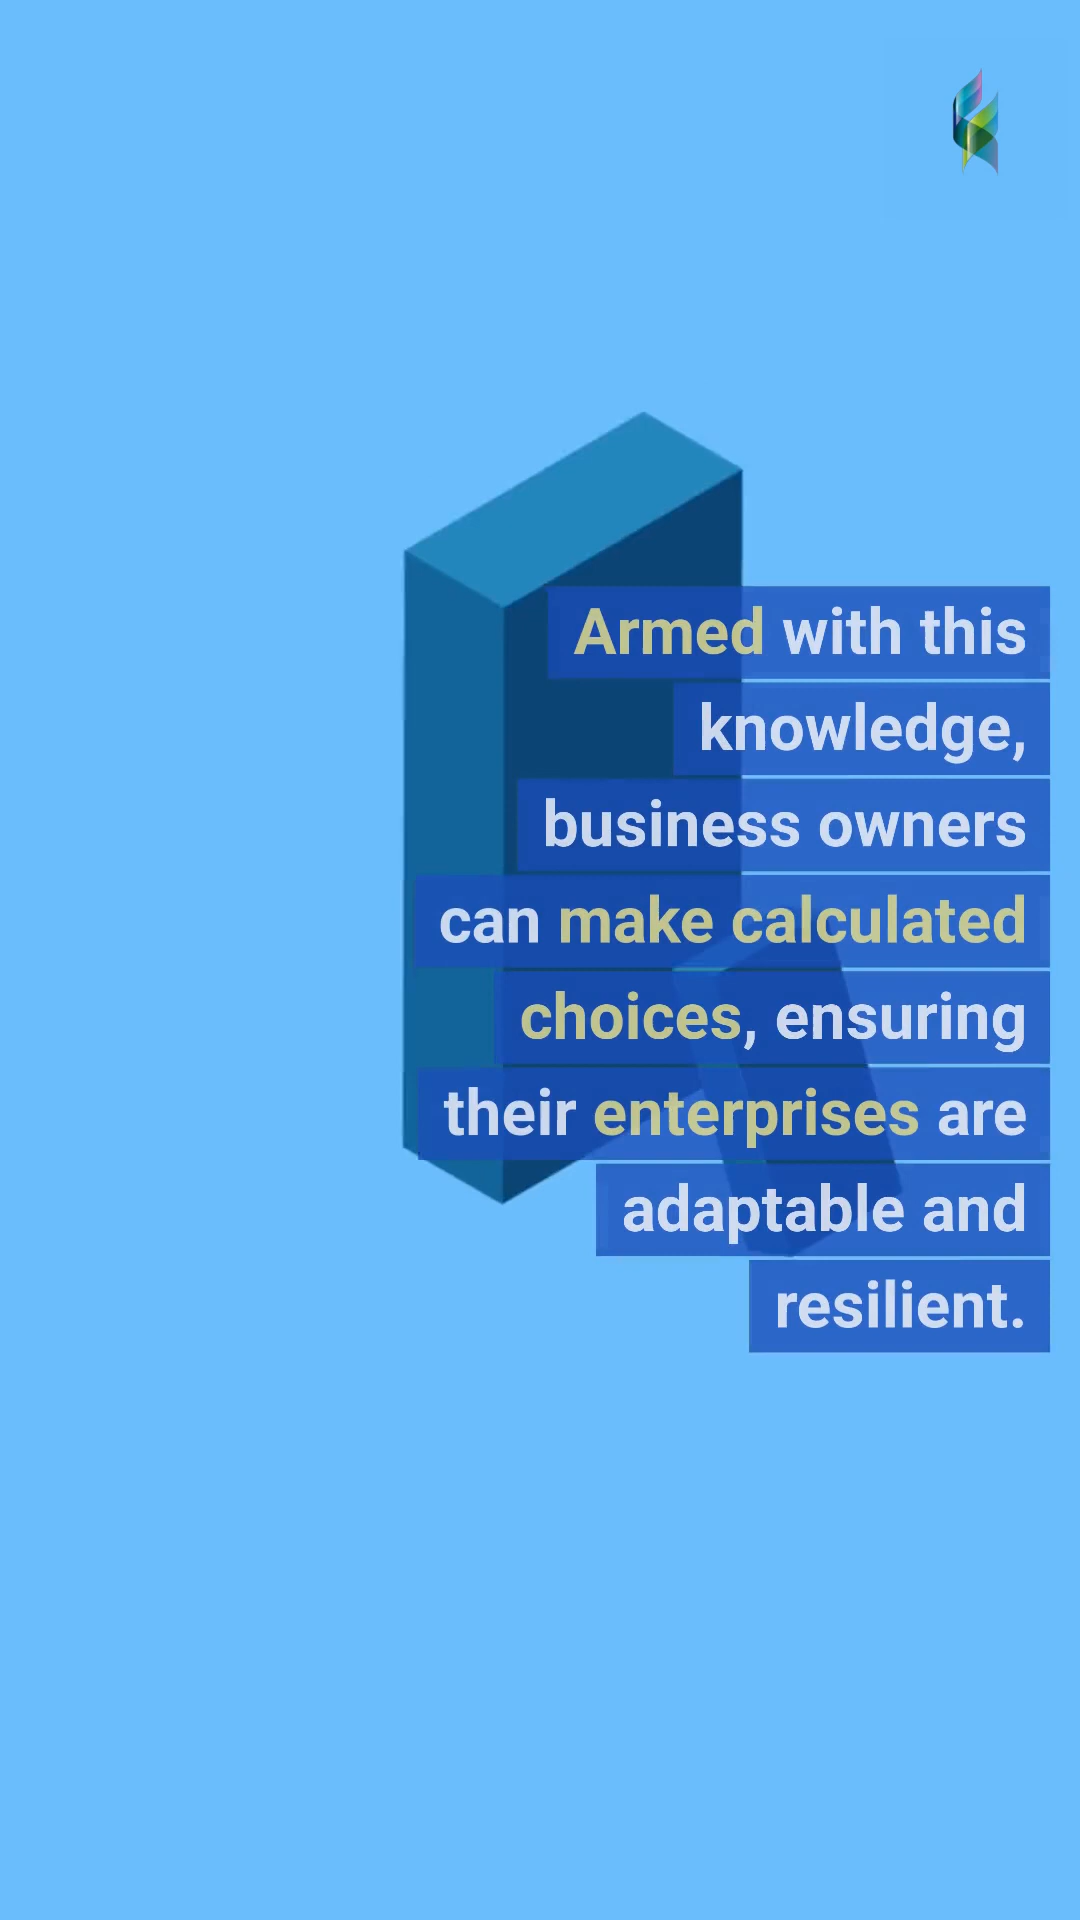 Armed with this
knowledge,
business owners
can make calculated
choices, ensuring
their enterprises are
adaptable and
resilient.